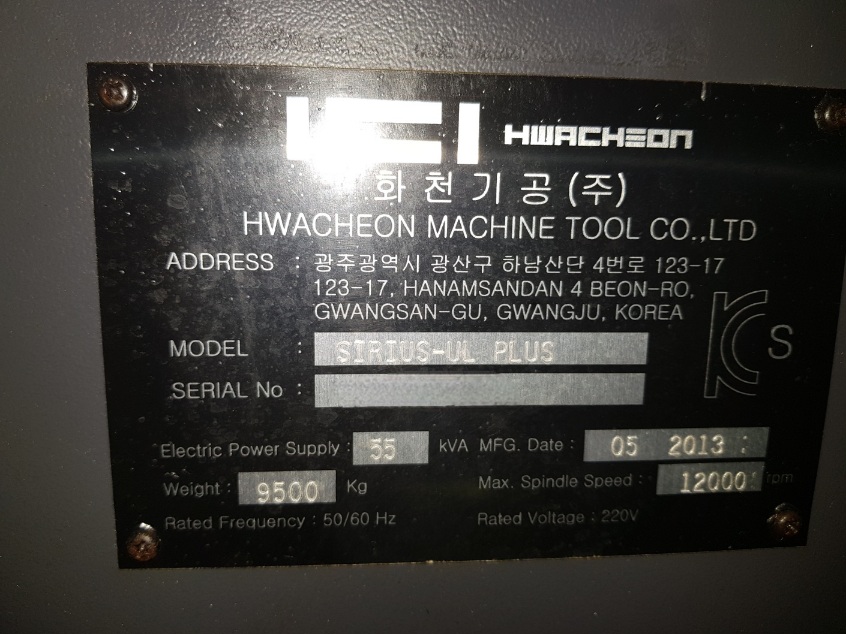 HWACHEON
화천기공(주)
HWACHEON MACHINE TOOL CO.,LTD
ADDRESS : 광주광역시 광산구 하남산단 4번로 123-17
123-17, HANAMSANDAN 4 BEON-RO,
GWANGSAN-GU, GWANGJU, KOREA
MODEL : SIRIUS-UL PLUS
SERIAL No :
Electric Power Supply : 55 kVA MFG. Date : 05 2013
Weight : 9500 Kg Max. Spindle Speed : 12000 rpm
Rated Frequency : 50/60 Hz Rated Voltage : 220V
KCS